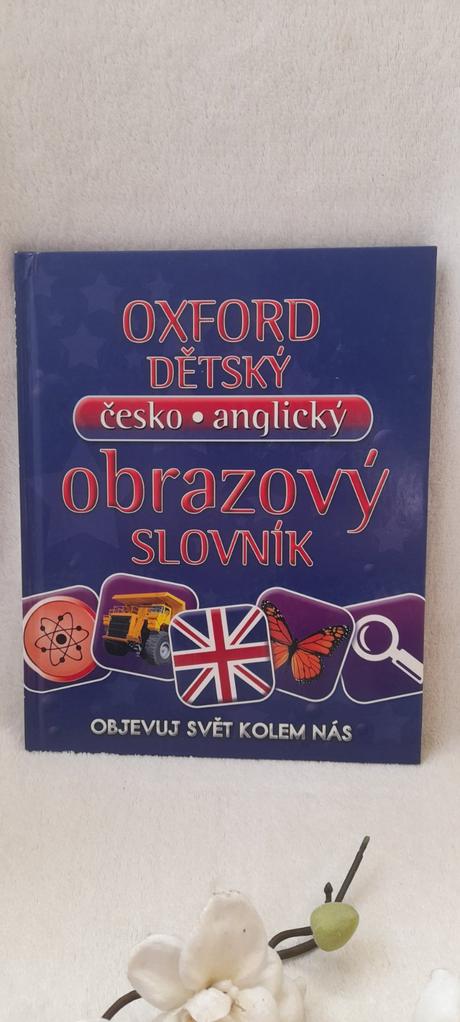 OXFORD
DĚTSKÝ
česko • anglický
obrazový
SLOVNÍK
OBJEVUJ SVĚT KOLEM NÁS